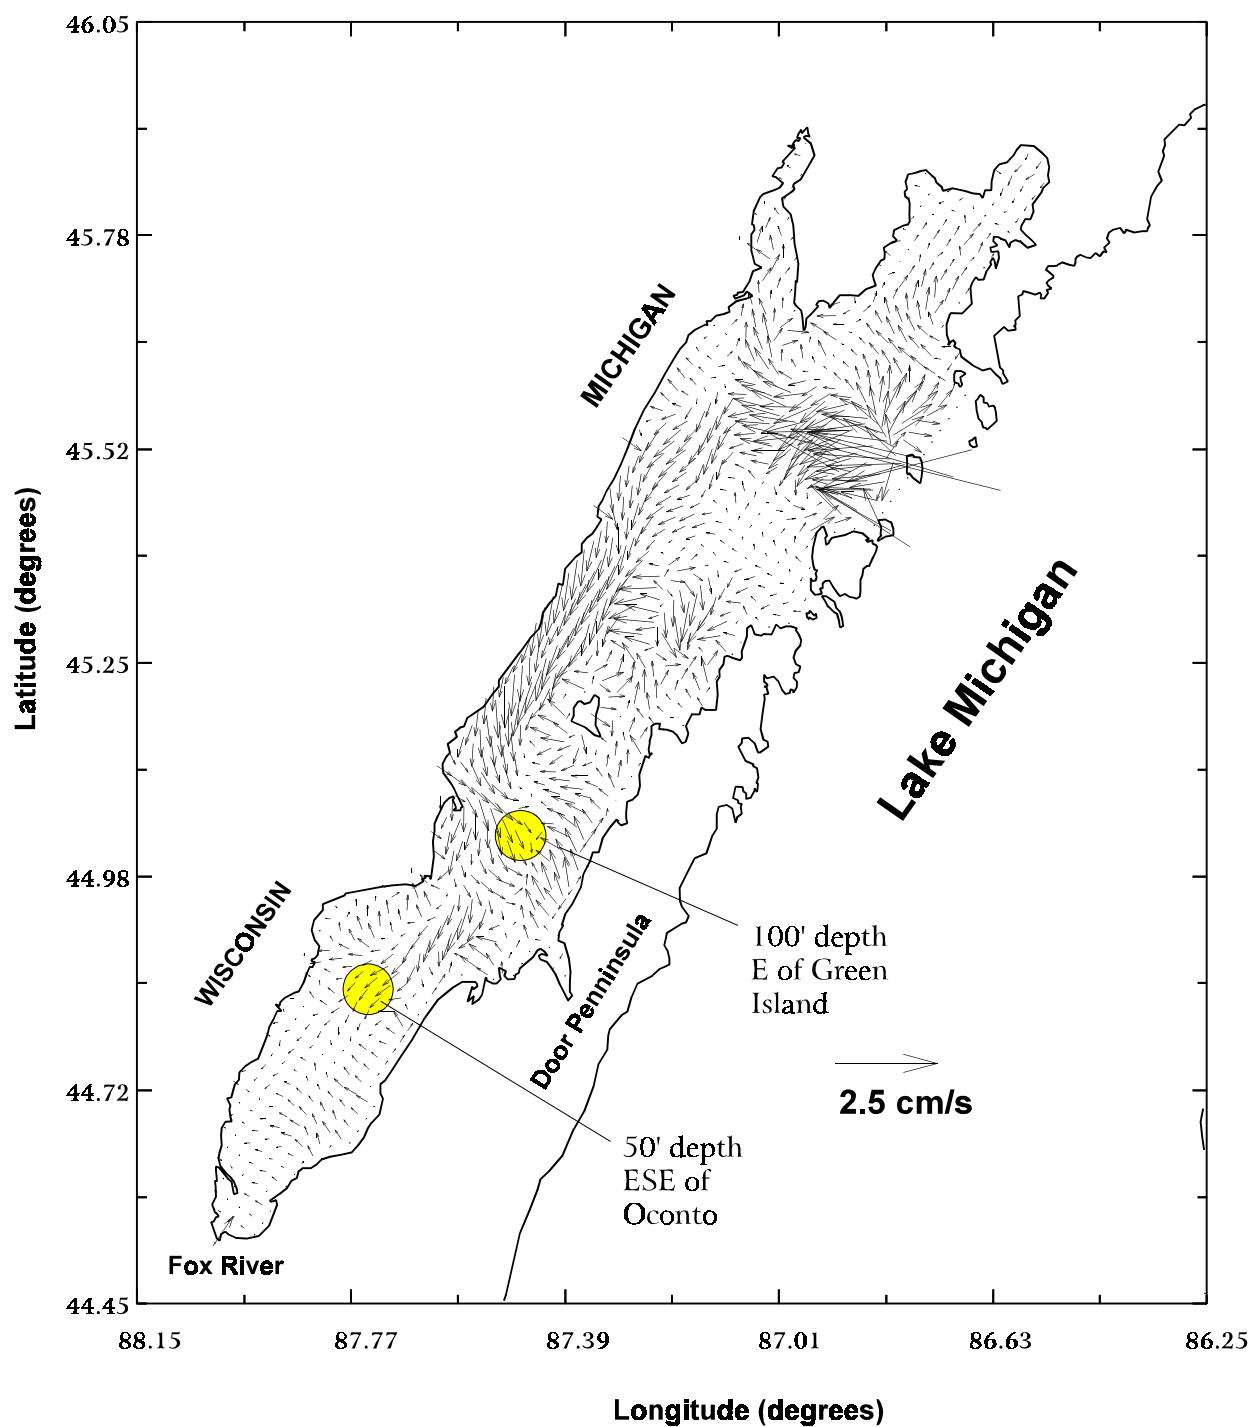 46.05
45.78
45.52
45.25
44.98
44.72
44.45
Latitude (degrees)
MICHIGAN
Lake Michigan
WISCONSIN
Door Penninsula
100' depth
E of Green
Island
2.5 cm/s
50' depth
ESE of
Oconto
Fox River
88.15
87.77
87.39
87.01
86.63
86.25
Longitude (degrees)